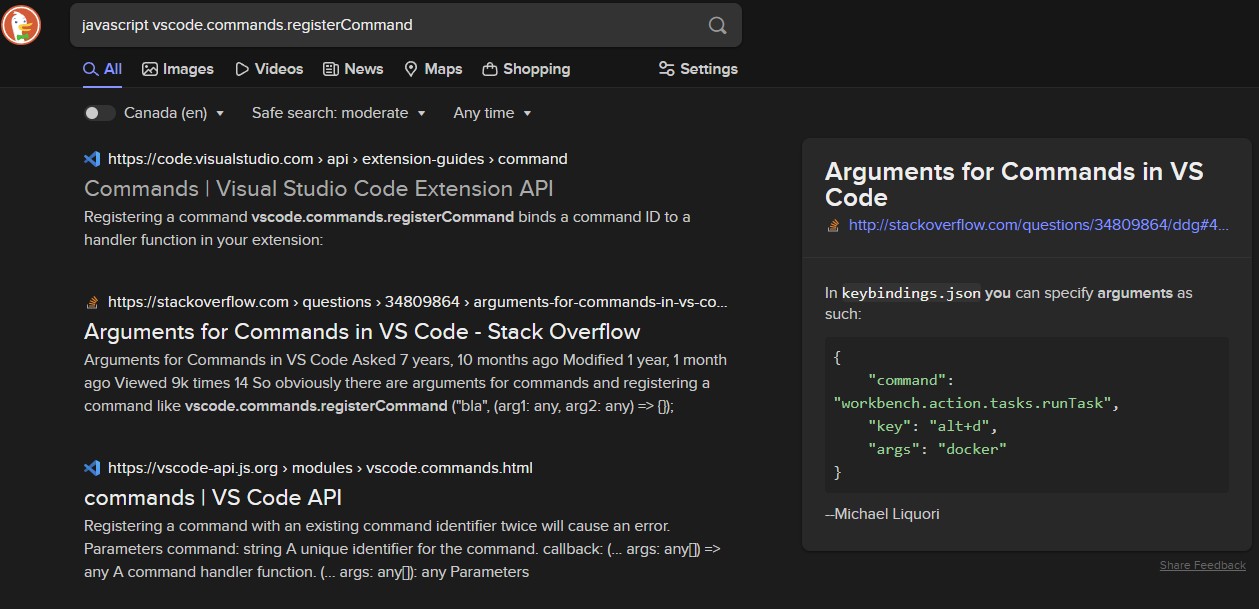 javascript vscode.commands.registerCommand
All Images Videos News Maps Shopping Settings
Canada (en) Safe search: moderate Any time
https://code.visualstudio.com › api › extension-guides › command
Commands | Visual Studio Code Extension API
Registering a command vscode.commands.registerCommand binds a command ID to a
handler function in your extension:
https://stackoverflow.com › questions › 34809864 › arguments-for-commands-in-vs-co...
Arguments for Commands in VS Code - Stack Overflow
Arguments for Commands in VS Code Asked 7 years, 10 months ago Modified 1 year, 1 month
ago Viewed 9k times 14 So obviously there are arguments for commands and registering a
command like vscode.commands.registerCommand ("bla", (arg1: any, arg2: any) => {});
https://vscode-api.js.org › modules › vscode.commands.html
commands | VS Code API
Registering a command with an existing command identifier twice will cause an error.
Parameters command: string A unique identifier for the command. callback: (... args: any[]) =>
any A command handler function. (... args: any[]): any Parameters
Arguments for Commands in VS
Code
http://stackoverflow.com/questions/34809864/ddg#4...
In keybindings.json you can specify arguments as
such:
{
"command":
"workbench.action.tasks.runTask",
"key": "alt+d",
"args": "docker"
}
--Michael Liquori
Share Feedback